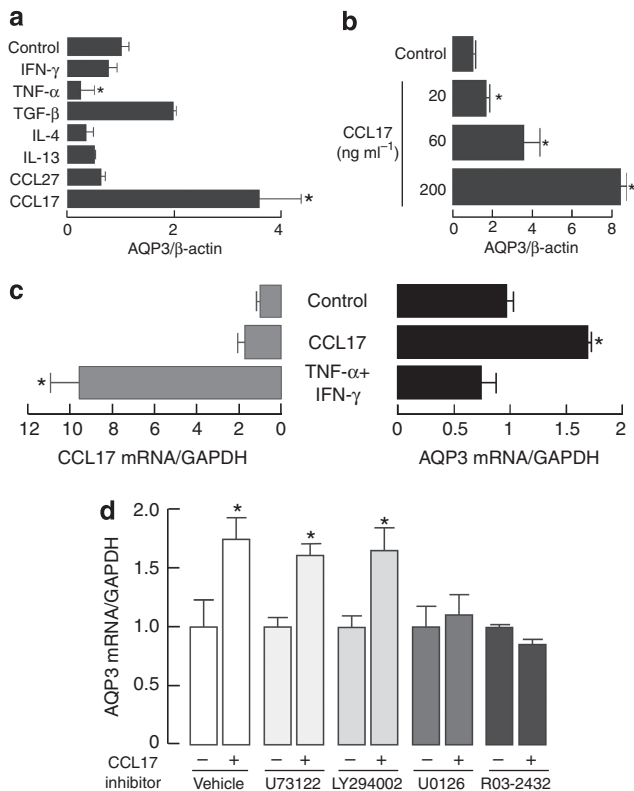 a
Control
IFN-γ
TNF-α *
TGF-β
IL-4
IL-13
CCL27
CCL17 *
0 2 4
AQP3/β-actin
b
Control
CCL17
(ng ml⁻¹)
20 *
60 *
200 *
0 2 4 6 8
AQP3/β-actin
c
Control
CCL17 *
* TNF-α+
IFN-γ
12 10 8 6 4 2 0
CCL17 mRNA/GAPDH
0 0.5 1 1.5 2
AQP3 mRNA/GAPDH
d
AQP3 mRNA/GAPDH
2.0
1.5
1.0
0.5
0
* * *
CCL17 − + − + − + − + − +
inhibitor Vehicle U73122 LY294002 U0126 R03-2432